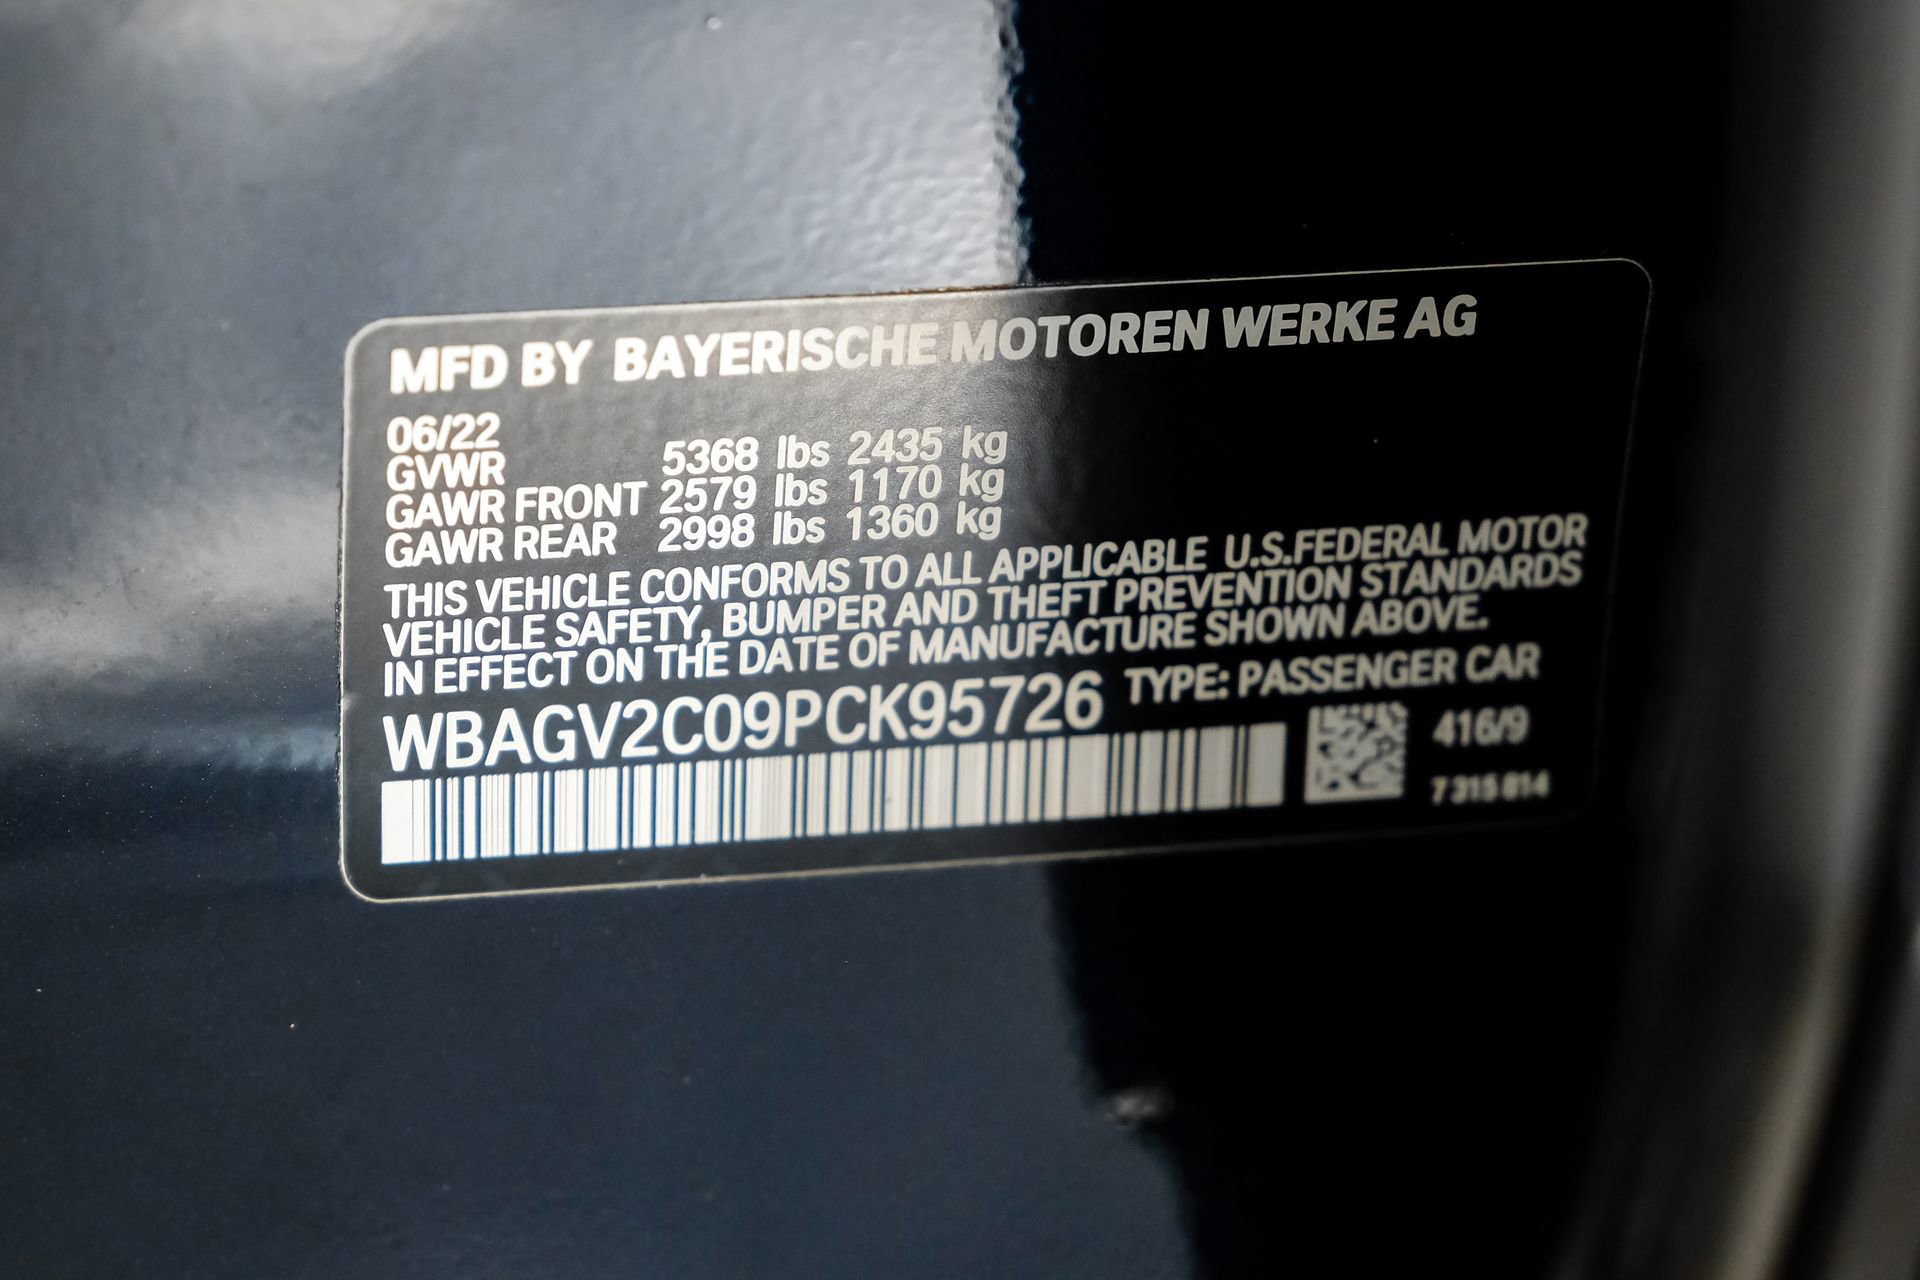 MFD BY BAYERISCHE MOTOREN WERKE AG
06/22
GVWR 5368 lbs 2435 kg
GAWR FRONT 2579 lbs 1170 kg
GAWR REAR 2998 lbs 1360 kg
THIS VEHICLE CONFORMS TO ALL APPLICABLE U.S.FEDERAL MOTOR
VEHICLE SAFETY, BUMPER AND THEFT PREVENTION STANDARDS
IN EFFECT ON THE DATE OF MANUFACTURE SHOWN ABOVE.
WBAGV2C09PCK95726 TYPE: PASSENGER CAR
416/9
7 315 814